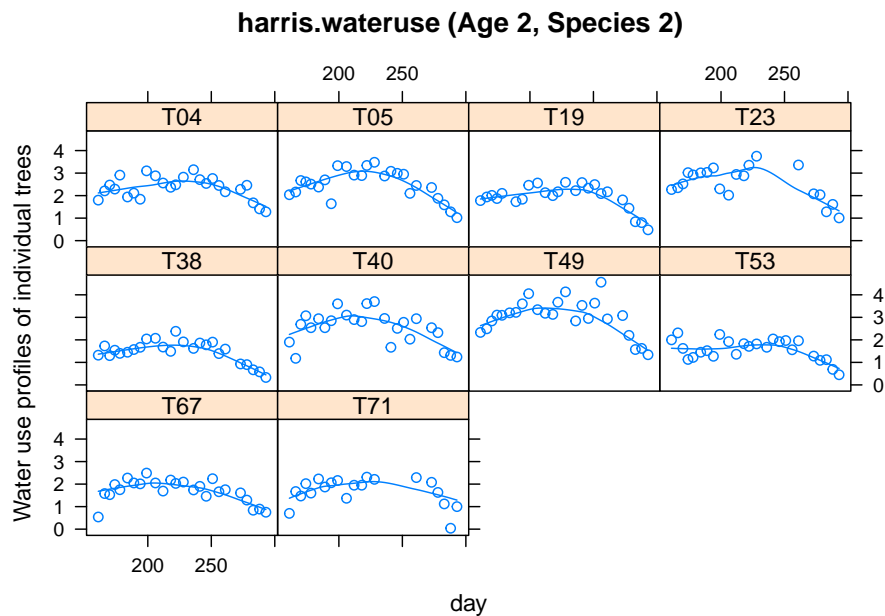 harris.wateruse (Age 2, Species 2)
200 250 200 250
T04 T05 T19 T23
4
3
2
1
0
T38 T40 T49 T53
4
3
2
1
0
T67 T71
4
3
2
1
0
200 250
Water use profiles of individual trees
day